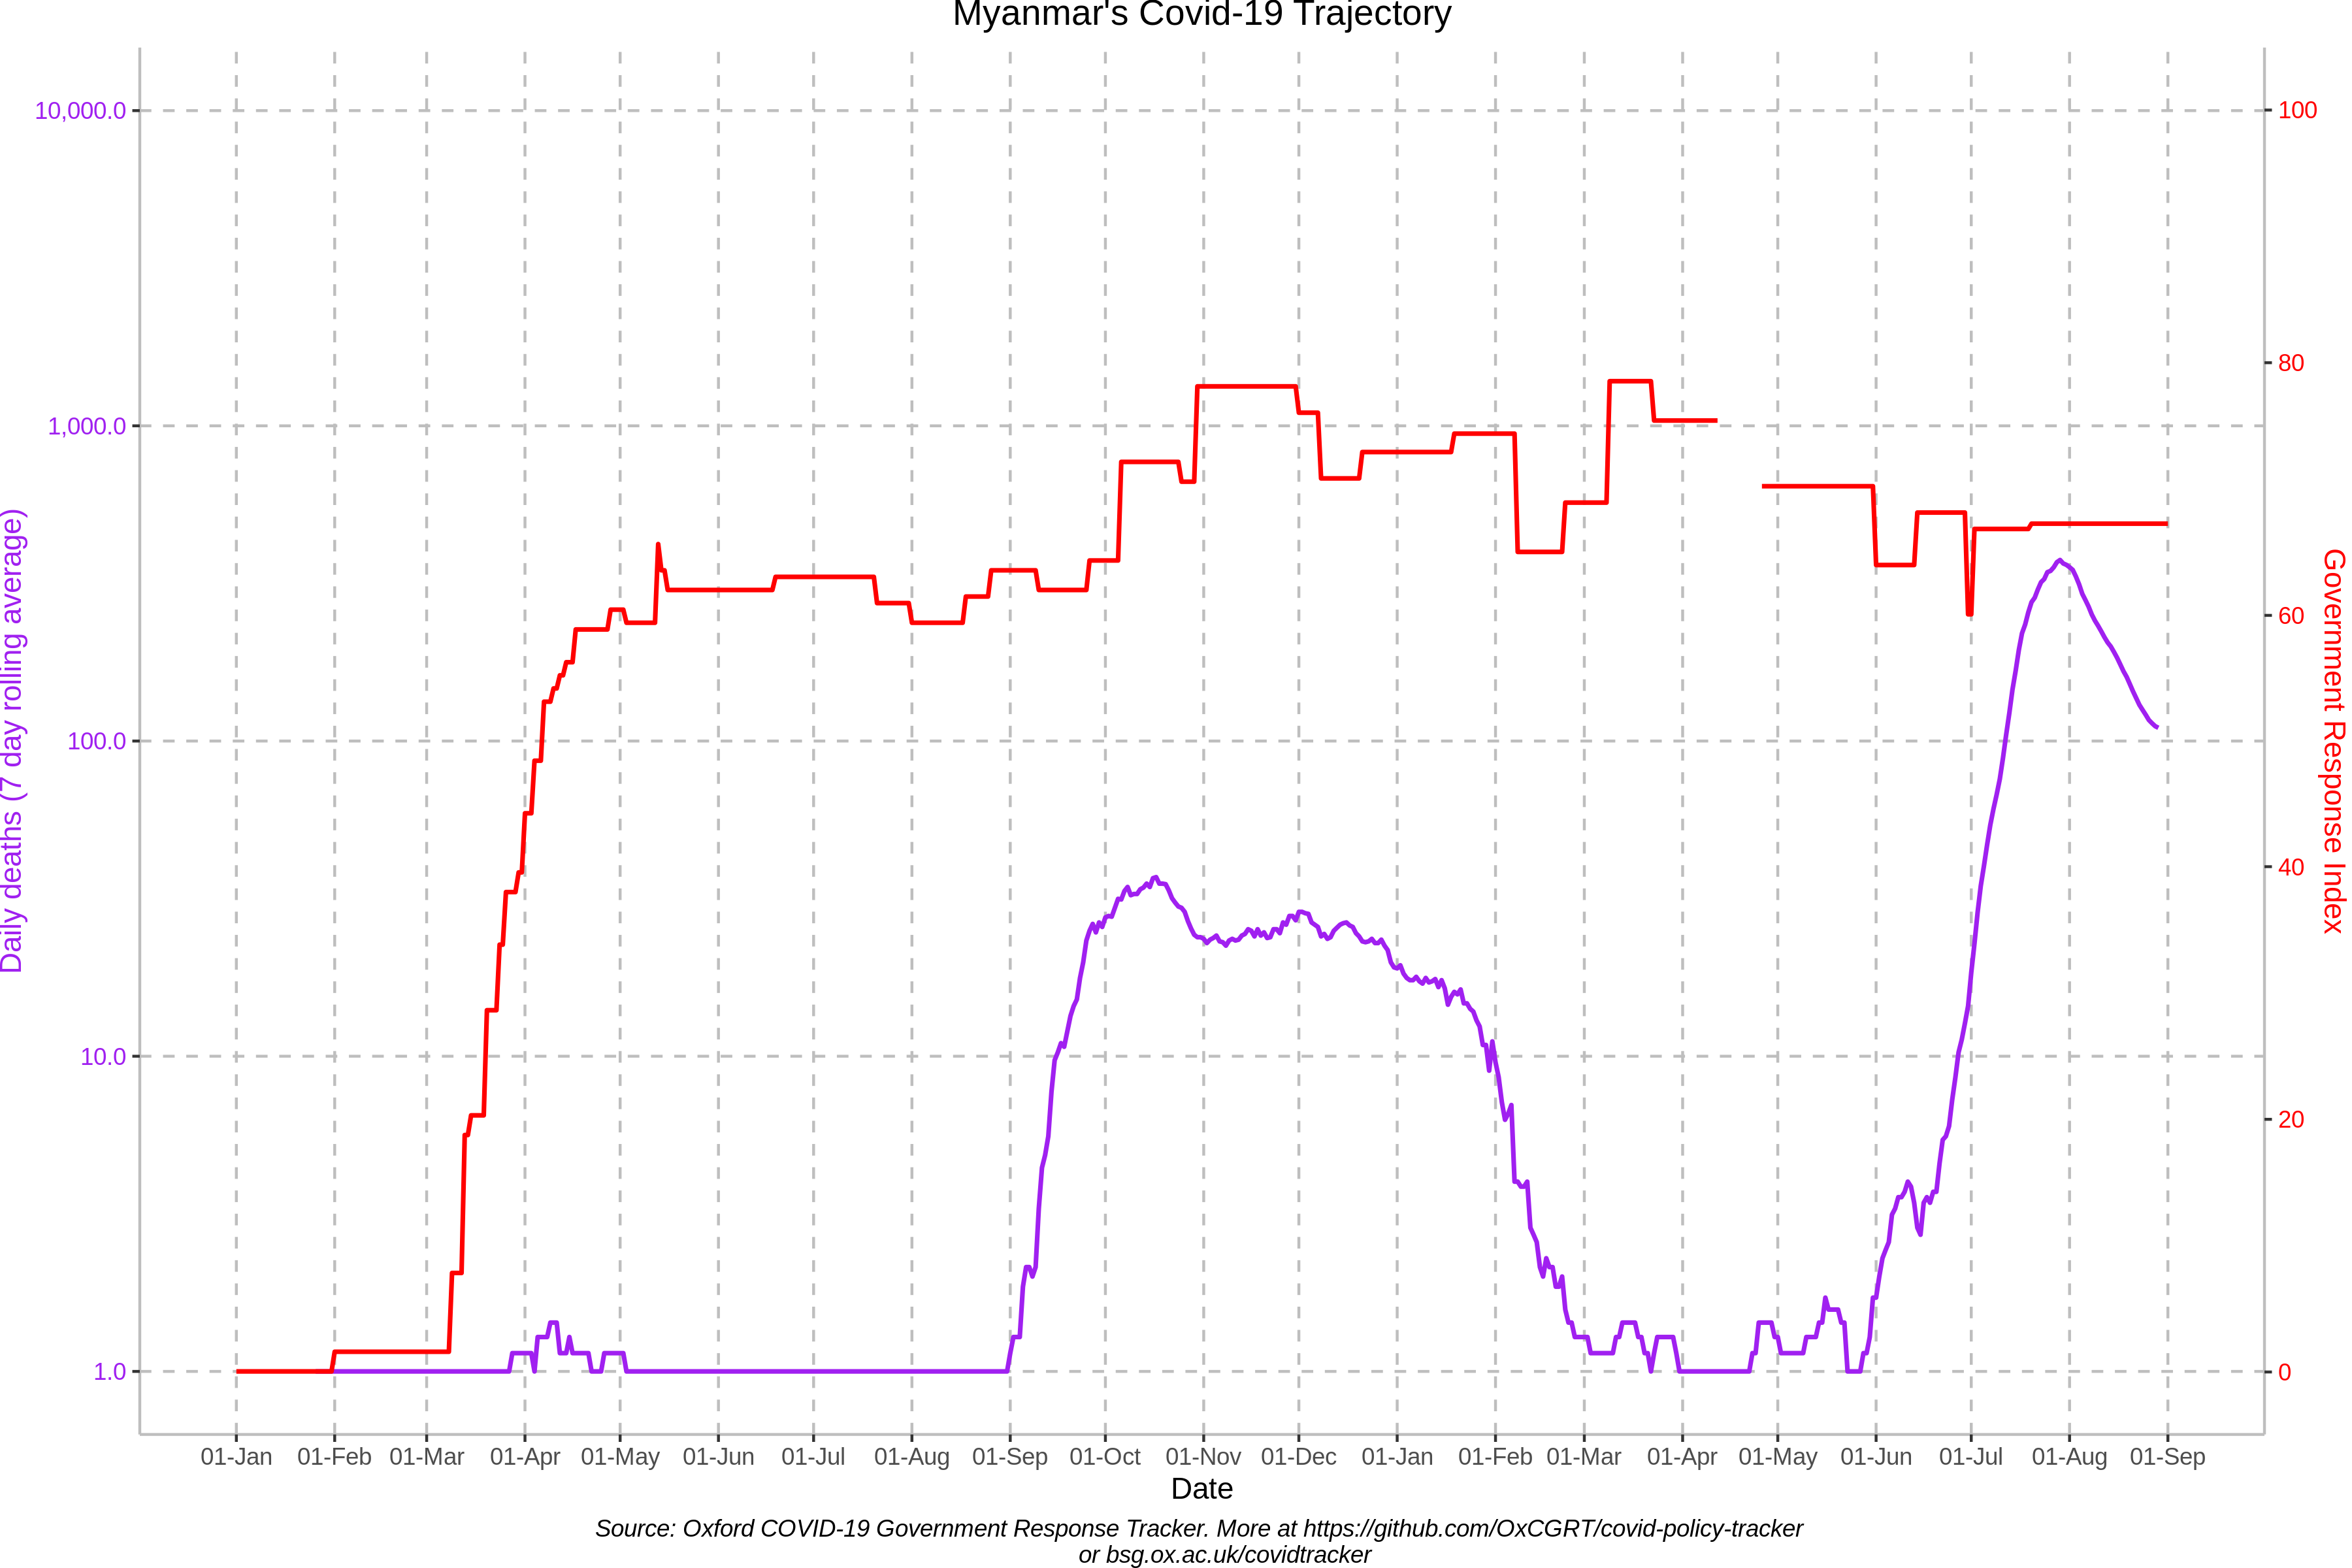 Myanmar's Covid-19 Trajectory
10,000.0
1,000.0
100.0
10.0
1.0
Daily deaths (7 day rolling average)
100
80
60
40
20
0
Government Response Index
01-Jan 01-Feb 01-Mar 01-Apr 01-May 01-Jun 01-Jul 01-Aug 01-Sep 01-Oct 01-Nov 01-Dec 01-Jan 01-Feb 01-Mar 01-Apr 01-May 01-Jun 01-Jul 01-Aug 01-Sep
Date
Source: Oxford COVID-19 Government Response Tracker. More at https://github.com/OxCGRT/covid-policy-tracker
or bsg.ox.ac.uk/covidtracker